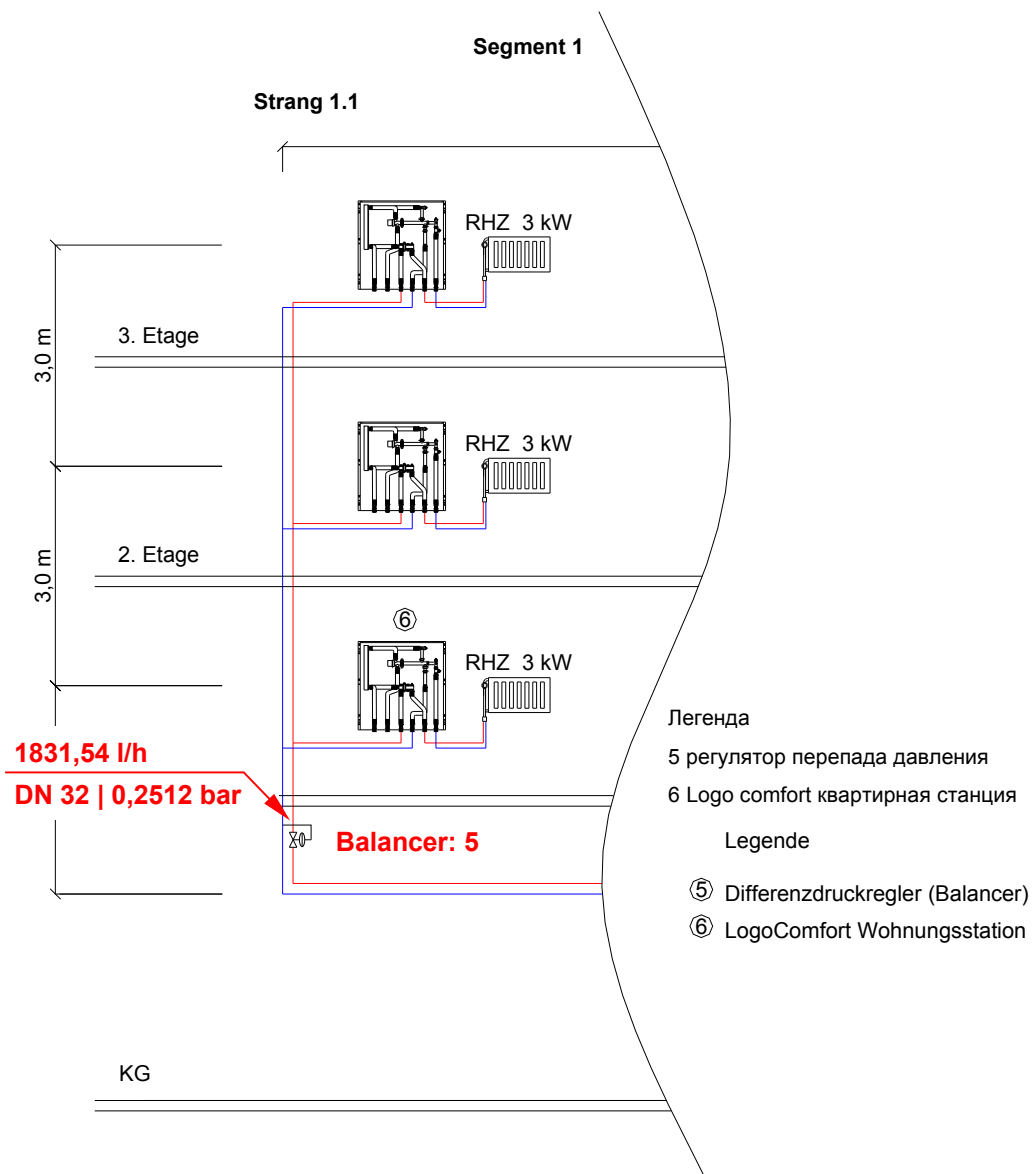 Segment 1
Strang 1.1
RHZ 3 kW
3,0 m
3. Etage
RHZ 3 kW
3,0 m
2. Etage
6
RHZ 3 kW
Легенда
1831,54 l/h
5 регулятор перепада давления
DN 32 | 0,2512 bar
6 Logo comfort квартирная станция
Balancer: 5
Legende
5 Differenzdruckregler (Balancer)
6 LogoComfort Wohnungsstation
KG